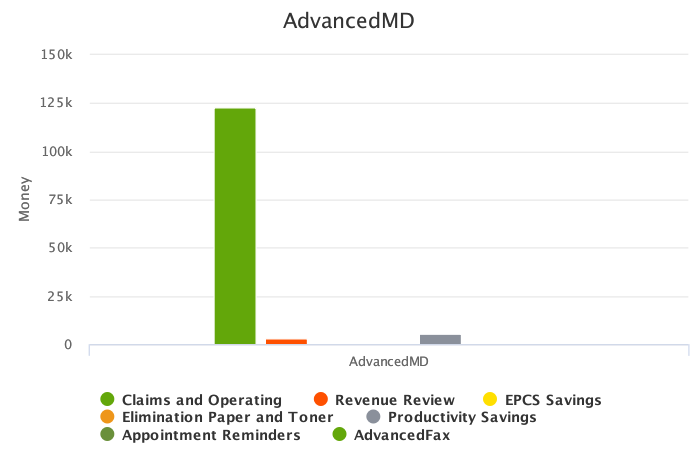 AdvancedMD
150k
125k
100k
75k
50k
25k
0
Money
AdvancedMD
Claims and Operating Revenue Review EPCS Savings
Elimination Paper and Toner Productivity Savings
Appointment Reminders AdvancedFax